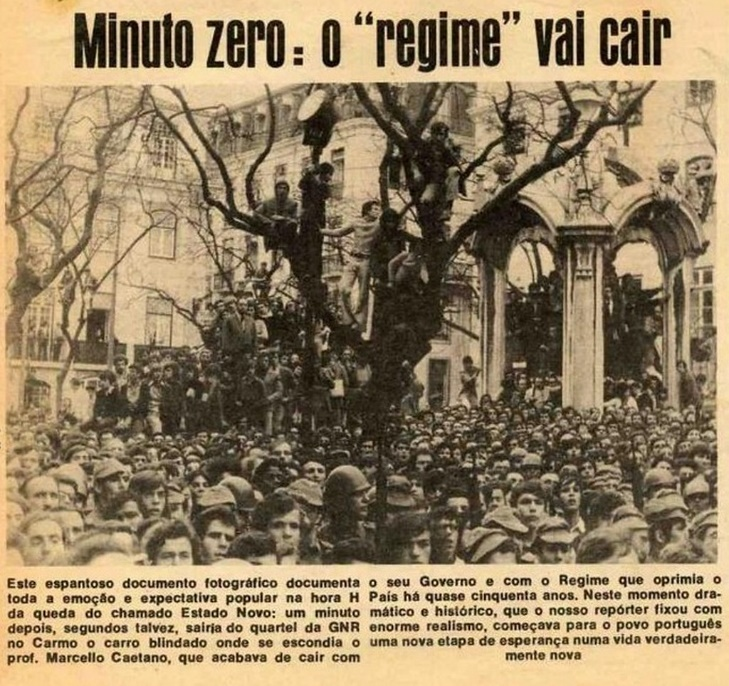 Minuto zero: o "regime" vai cair
Este espantoso documento fotográfico documenta
toda a emoção e expectativa popular na hora H
da queda do chamado Estado Novo: um minuto
depois, segundos talvez, sairia do quartel da GNR
no Carmo o carro blindado onde se escondia o
prof. Marcello Caetano, que acabava de cair com
o seu Governo e com o Regime que oprimia o
País há quase cinquenta anos. Neste momento dra-
mático e histórico, que o nosso repórter fixou com
enorme realismo, começava para o povo português
uma nova etapa de esperança numa vida verdadeira-
mente nova